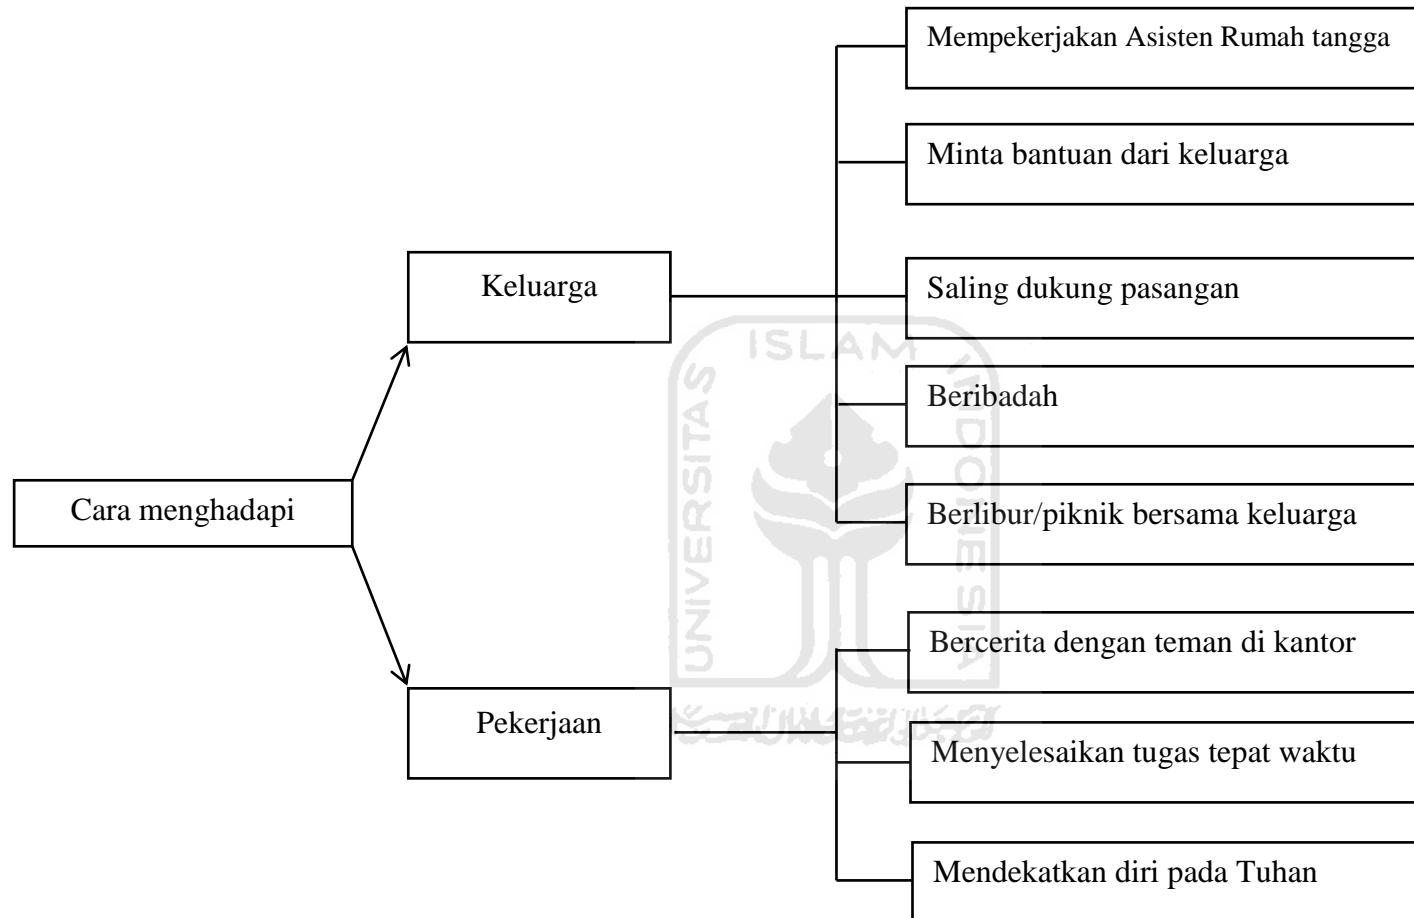 Mempekerjakan Asisten Rumah tangga
Minta bantuan dari keluarga
Keluarga
Saling dukung pasangan
Beribadah
Cara menghadapi
Berlibur/piknik bersama keluarga
Bercerita dengan teman di kantor
Pekerjaan
Menyelesaikan tugas tepat waktu
Mendekatkan diri pada Tuhan
UNIVERSITAS
ISLAM
INDONESIA